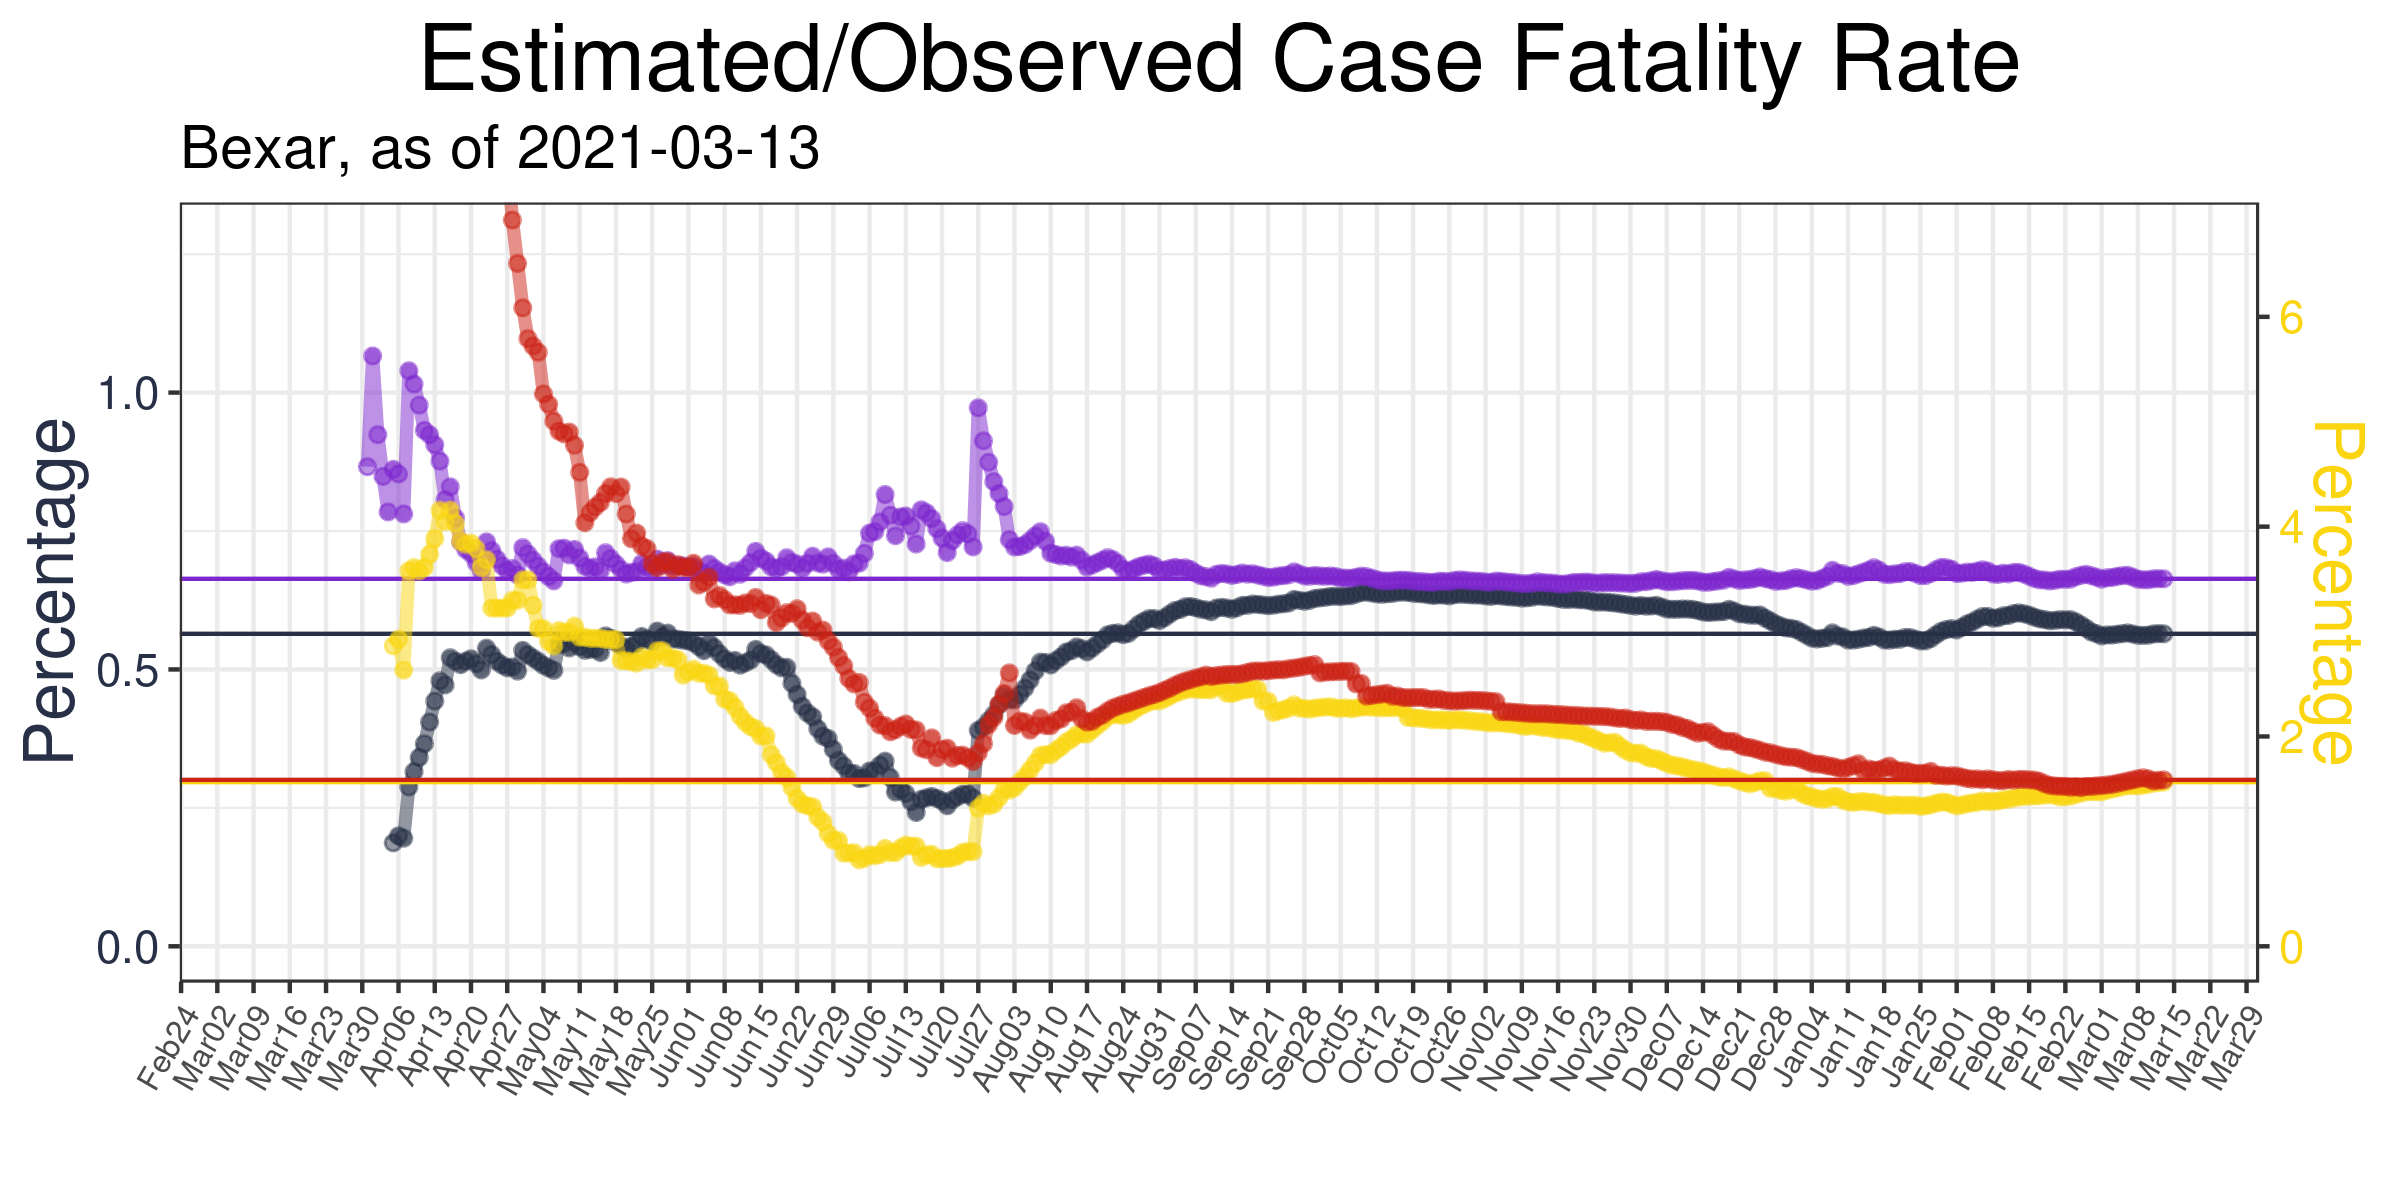 Estimated/Observed Case Fatality Rate
Bexar, as of 2021-03-13
Percentage
1.0
0.5
0.0
6
4
2
0
Percentage
Feb24
Mar02
Mar09
Mar16
Mar23
Mar30
Apr06
Apr13
Apr20
Apr27
May04
May11
May18
May25
Jun01
Jun08
Jun15
Jun22
Jun29
Jul06
Jul13
Jul20
Jul27
Aug03
Aug10
Aug17
Aug24
Aug31
Sep07
Sep14
Sep21
Sep28
Oct05
Oct12
Oct19
Oct26
Nov02
Nov09
Nov16
Nov23
Nov30
Dec07
Dec14
Dec21
Dec28
Jan04
Jan11
Jan18
Jan25
Feb01
Feb08
Feb15
Feb22
Mar01
Mar08
Mar15
Mar22
Mar29